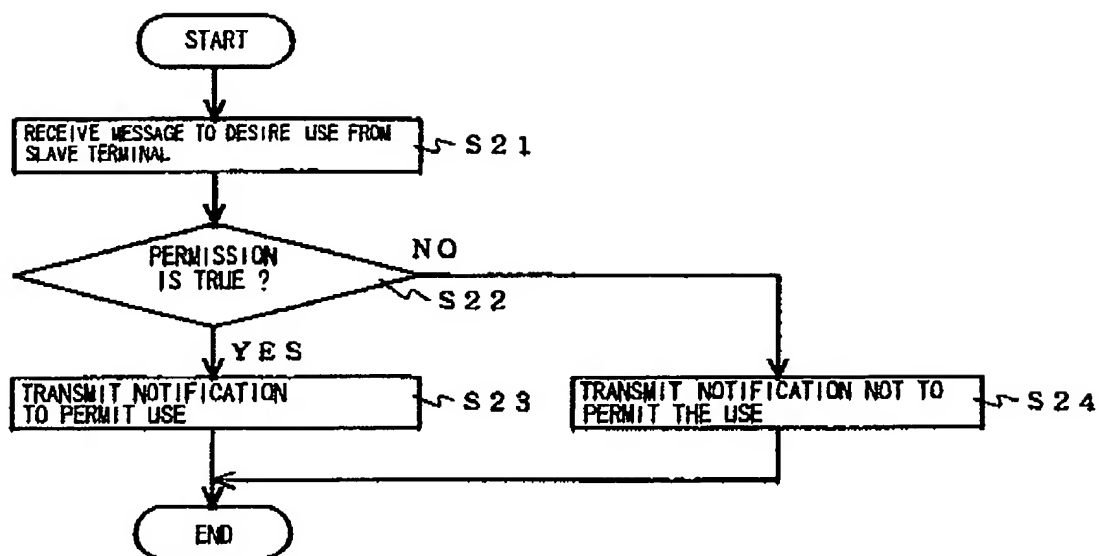 START
RECEIVE MESSAGE TO DESIRE USE FROM
SLAVE TERMINAL
S21
PERMISSION
IS TRUE ?
NO
S22
YES
TRANSMIT NOTIFICATION
TO PERMIT USE
S23
TRANSMIT NOTIFICATION NOT TO
PERMIT THE USE
S24
END